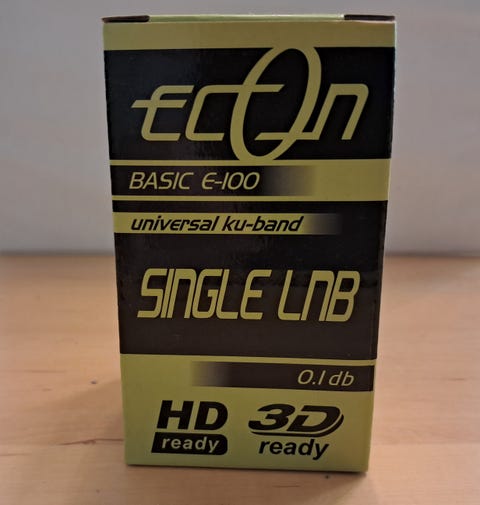 ECOn
BASIC E-100
universal ku-band
SINGLE LNB
0.1 db
HD
ready
3D
ready